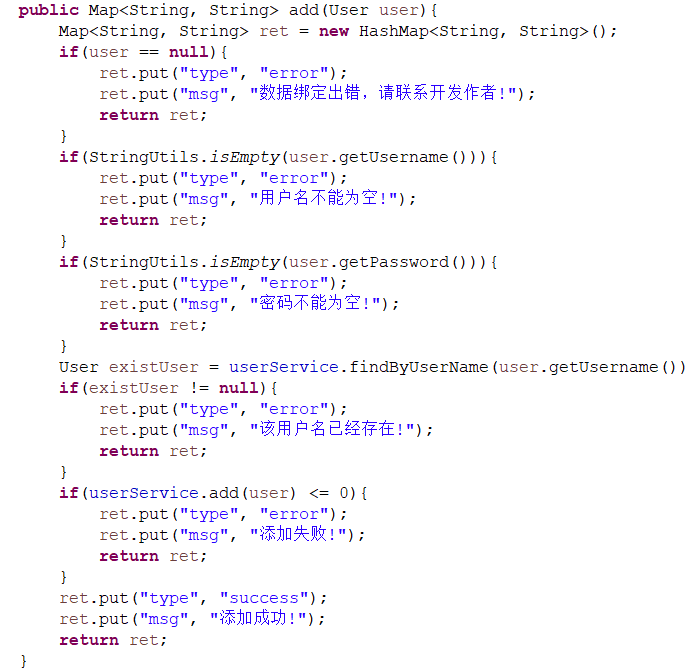 public Map<String, String> add(User user){
    Map<String, String> ret = new HashMap<String, String>();
    if(user == null){
        ret.put("type", "error");
        ret.put("msg", "数据绑定出错，请联系开发作者!");
        return ret;
    }
    if(StringUtils.isEmpty(user.getUsername())){
        ret.put("type", "error");
        ret.put("msg", "用户名不能为空!");
        return ret;
    }
    if(StringUtils.isEmpty(user.getPassword())){
        ret.put("type", "error");
        ret.put("msg", "密码不能为空!");
        return ret;
    }
    User existUser = userService.findByUserName(user.getUsername())
    if(existUser != null){
        ret.put("type", "error");
        ret.put("msg", "该用户名已经存在!");
        return ret;
    }
    if(userService.add(user) <= 0){
        ret.put("type", "error");
        ret.put("msg", "添加失败!");
        return ret;
    }
    ret.put("type", "success");
    ret.put("msg", "添加成功!");
    return ret;
}